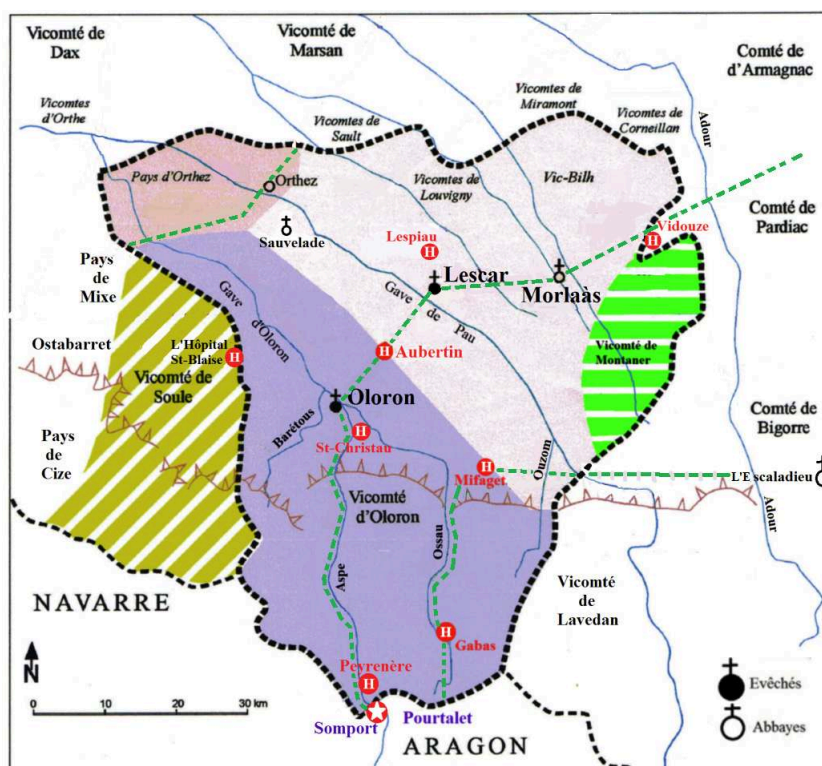 Vicomté de
Dax
Vicomté de
Marsan
Comté de
d'Armagnac
Vicomtes
d'Orthe
Vicomtes de
Sault
Vicomtes de
Miramont
Vicomtes de
Corneillan
Adour
Pays d'Orthez
Orthez
Vicomtes de
Louvigny
Vic-Bilh
Comté de
Pardiac
Sauvelade
Lespiau
H
Vidouze
H
Pays
de
Mixe
Lescar
Morlaàs
Gave
d'Oloron
Gave
de
Pau
Ostabarret
L'Hôpital
St-Blaise
H
H
Aubertin
Vicomté de
Montaner
Vicomté de
Soule
Oloron
Comté de
Bigorre
Barétous
H
St-Christau
Pays
de
Cize
H
Mifaget
Ouzom
L'Escaladieu
Vicomté
d'Oloron
Ossau
Adour
Aspe
Vicomté
de
Lavedan
NAVARRE
H
Gabas
N
Peyrenère
H
Evêchés
0 10 20 30 km
Somport
Pourtalet
Abbayes
ARAGON